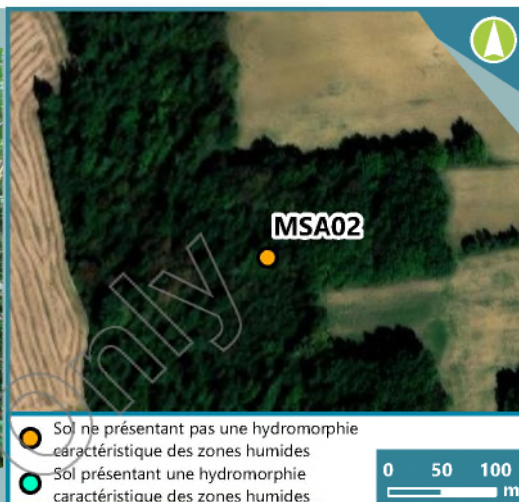 MSA02
Only
Sol ne présentant pas une hydromorphie
caractéristique des zones humides
Sol présentant une hydromorphie
caractéristique des zones humides
0 50 100
m